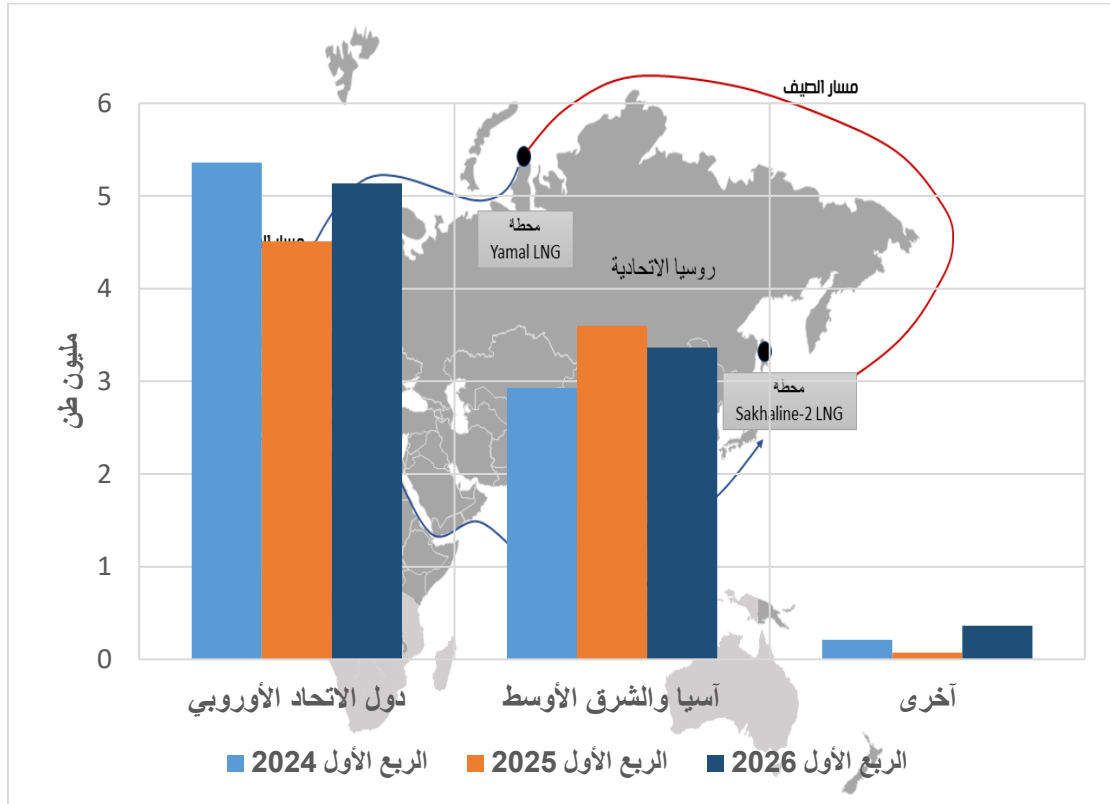 مسار الصيف
6
5
4
3
2
1
0
مليون طن
محطة
Yamal LNG
مسار
روسيا الاتحادية
محطة
Sakhaline-2 LNG
دول الاتحاد الأوروبي
آسيا والشرق الأوسط
آخرى
الربع الأول 2024
الربع الأول 2025
الربع الأول 2026